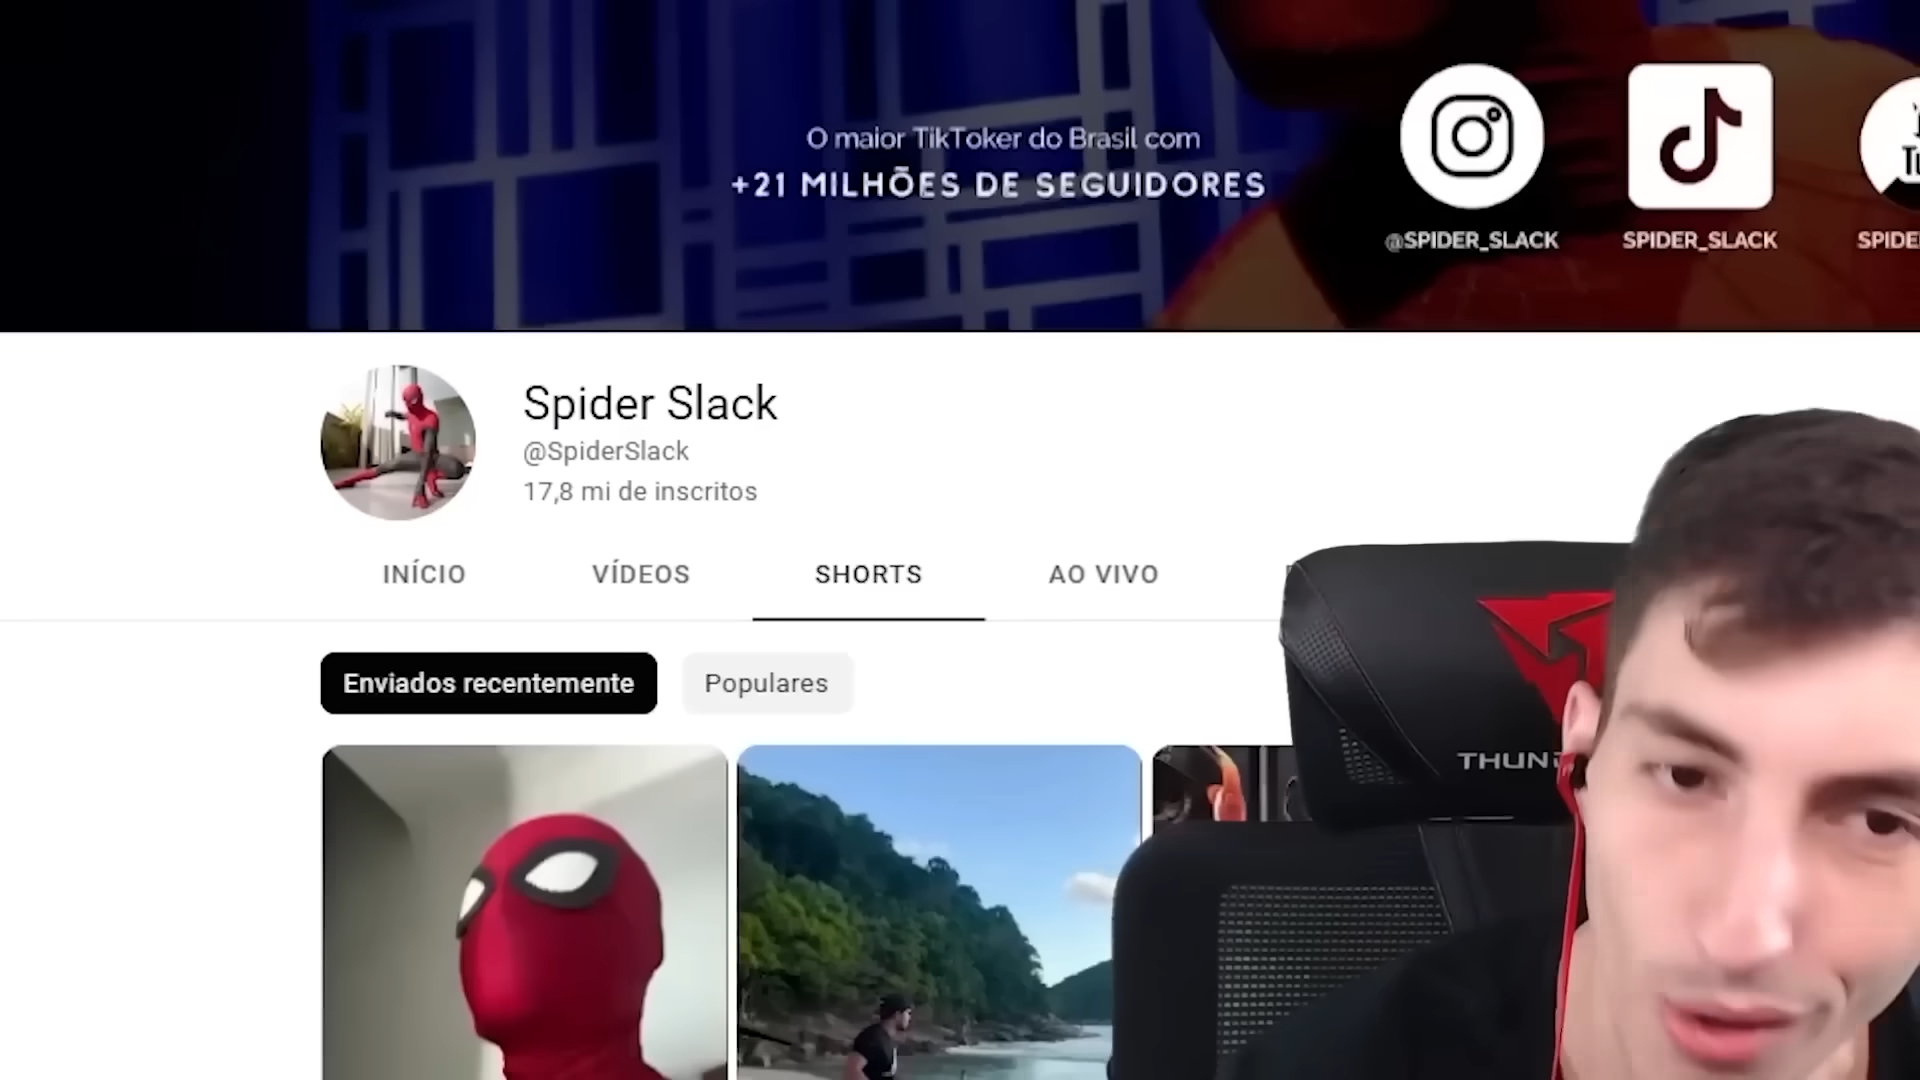 O maior TikToker do Brasil com
+21 MILHÕES DE SEGUIDORES
@SPIDER_SLACK
SPIDER_SLACK
Spider Slack
@SpiderSlack
17,8 mi de inscritos
INÍCIO
VÍDEOS
SHORTS
AO VIVO
Enviados recentemente
Populares